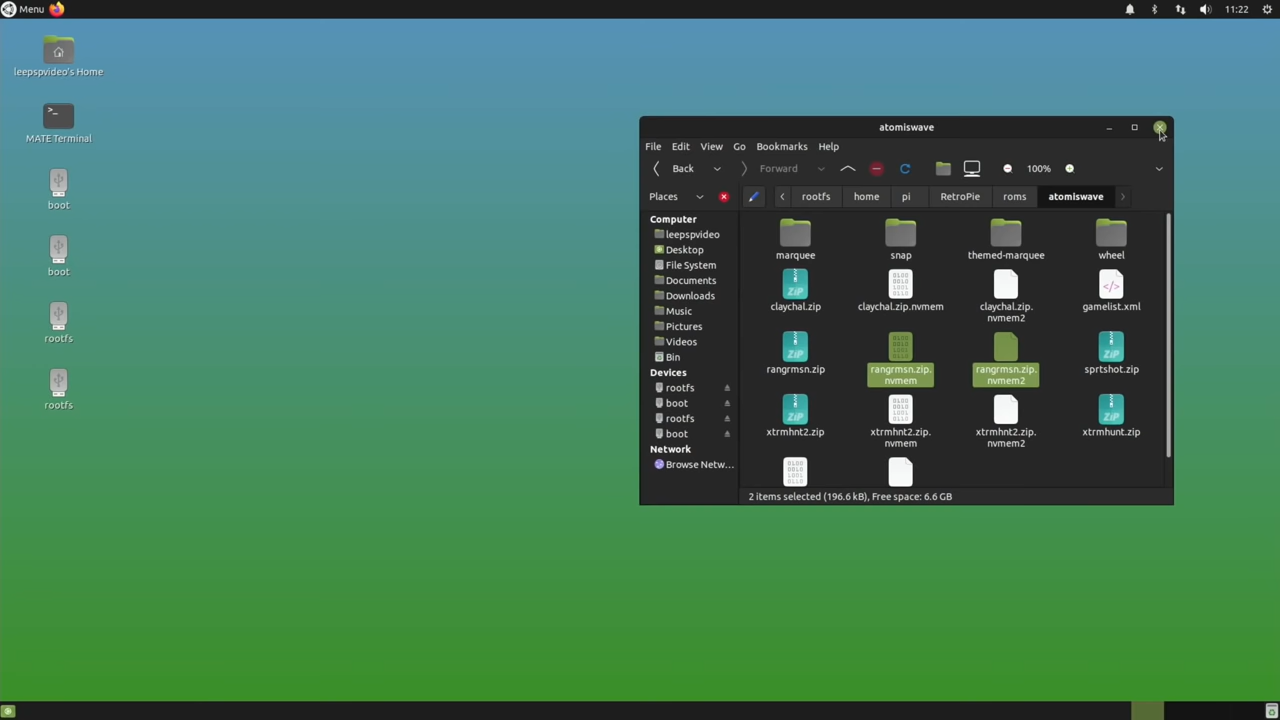 Menu
11:22
leepspvideo's Home
MATE Terminal
boot
boot
rootfs
rootfs
atomiswave
File Edit View Go Bookmarks Help
Back Forward 100%
Places rootfs home pi RetroPie roms atomiswave
Computer
leepspvideo
Desktop
File System
Documents
Downloads
Music
Pictures
Videos
Bin
Devices
rootfs
boot
rootfs
boot
Network
Browse Netw...
marquee snap themed-marquee wheel
claychal.zip claychal.zip.nvmem claychal.zip. gamelist.xml
nvmem2
rangrmsn.zip rangrmsn.zip. rangrmsn.zip. sprtshot.zip
nvmem nvmem2
xtrmhnt2.zip xtrmhnt2.zip. xtrmhnt2.zip. xtrmhunt.zip
nvmem nvmem2
2 items selected (196.6 kB), Free space: 6.6 GB